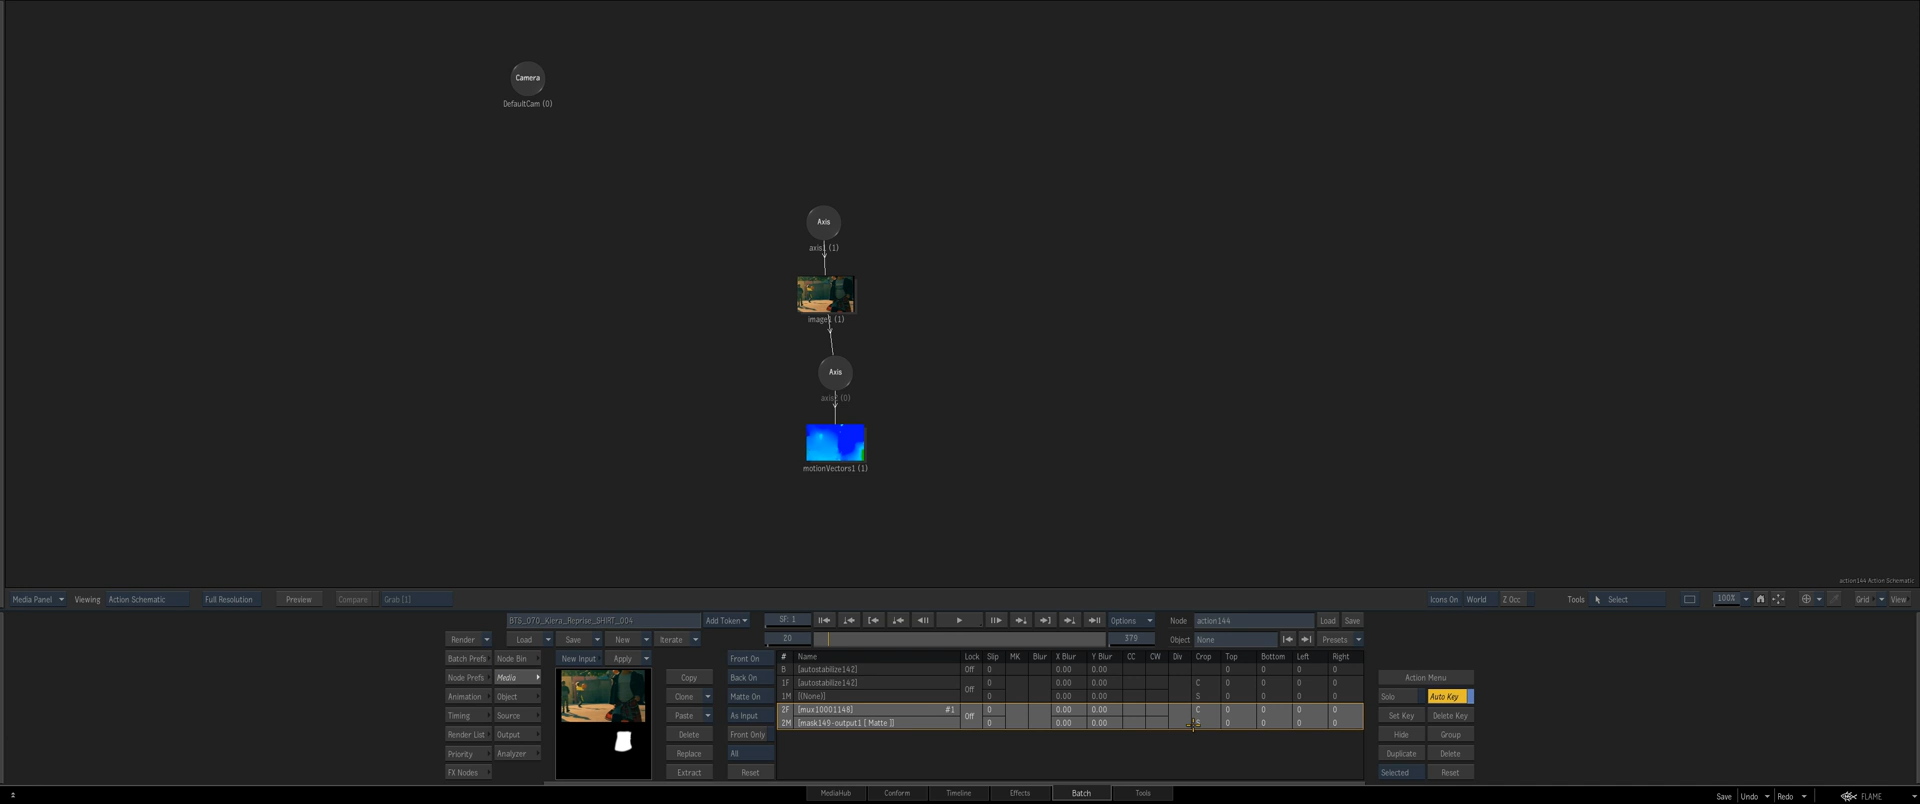 Camera
DefaultCam (0)
Axis
axis1 (1)
image1 (1)
Axis
axis2 (0)
motionVectors1 (1)
action144 Action Schematic
Media Panel Viewing Action Schematic Full Resolution Preview Compare Grab [1] Icons On World Z Occ Tools Select 100% Grid View
BTS_070_Kiera_Reprise_SHIRT_004 Add Token SF: 1 Options Node action144 Load Save
Render Load Save New Iterate 20 379 Object None Presets
Batch Prefs Node Bin New Input Apply Front On # Name Lock Slip MK Blur X Blur Y Blur CC CW Div Crop Top Bottom Left Right
B [autostabilize142] Off 0 0.00 0.00 0 0 0 0
Node Prefs Media Copy Back On Action Menu
1F [autostabilize142] Off 0 0.00 0.00 C 0 0 0 0
Animation Object Clone Matte On 1M [(None)] 0 0.00 0.00 S 0 0 0 0 Solo Auto Key
2F [mux10001148] #1 Off 0 0.00 0.00 C 0 0 0 0
Timing Source Paste As Input Set Key Delete Key
2M [mask149-output1 [ Matte ]] 0 0.00 0.00 S 0 0 0 0
Render List Output Delete Front Only Hide Group
Priority Analyzer Replace All Duplicate Delete
FX Nodes Extract Reset Selected Reset
MediaHub Conform Timeline Effects Batch Tools Save Undo Redo FLAME